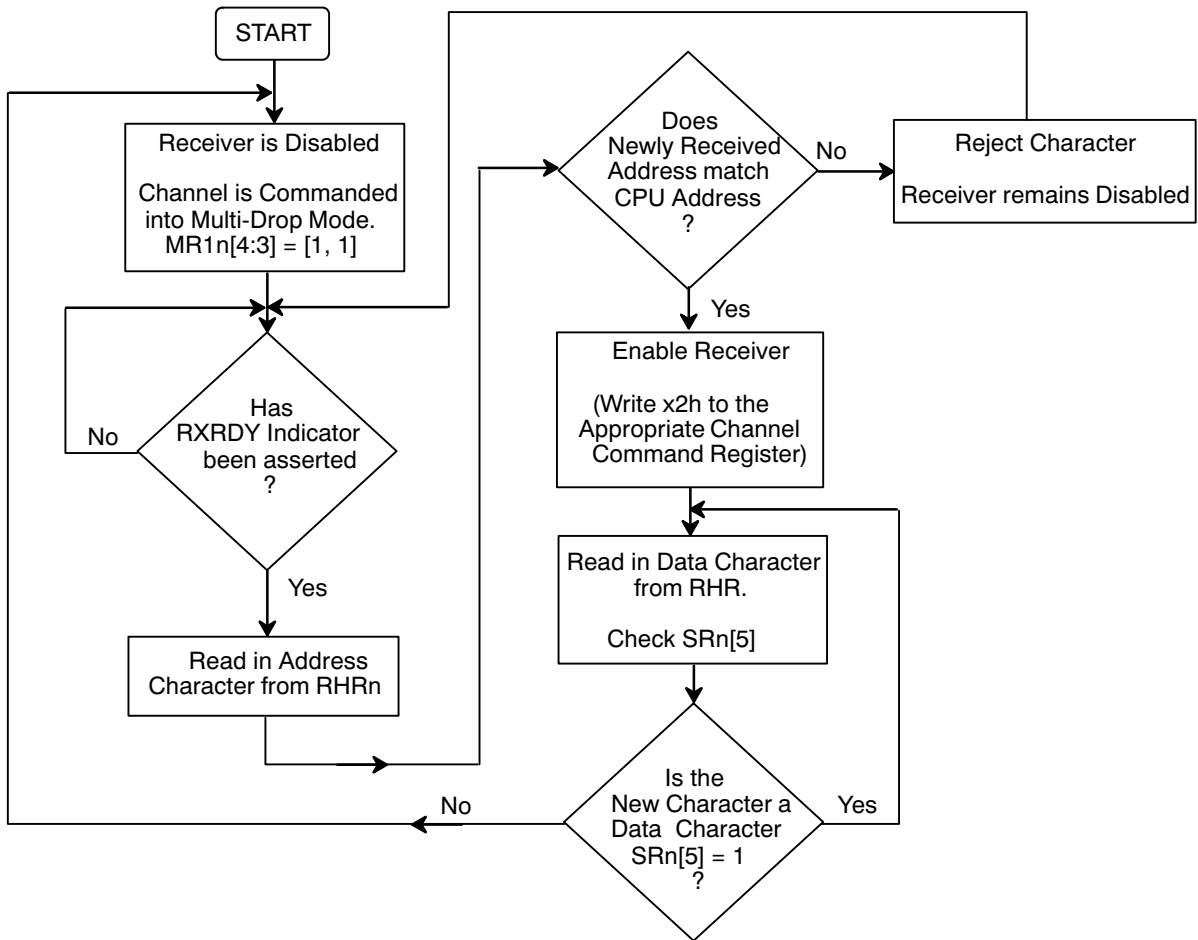 START
Receiver is Disabled
Channel is Commanded
into Multi-Drop Mode.
MR1n[4:3] = [1, 1]
Has
RXRDY Indicator
been asserted
?
No
Yes
Read in Address
Character from RHRn
Does
Newly Received
Address match
CPU Address
?
No
Reject Character
Receiver remains Disabled
Yes
Enable Receiver
(Write x2h to the
Appropriate Channel
Command Register)
Read in Data Character
from RHR.
Check SRn[5]
Is the
New Character a
Data Character
SRn[5] = 1
?
Yes
No